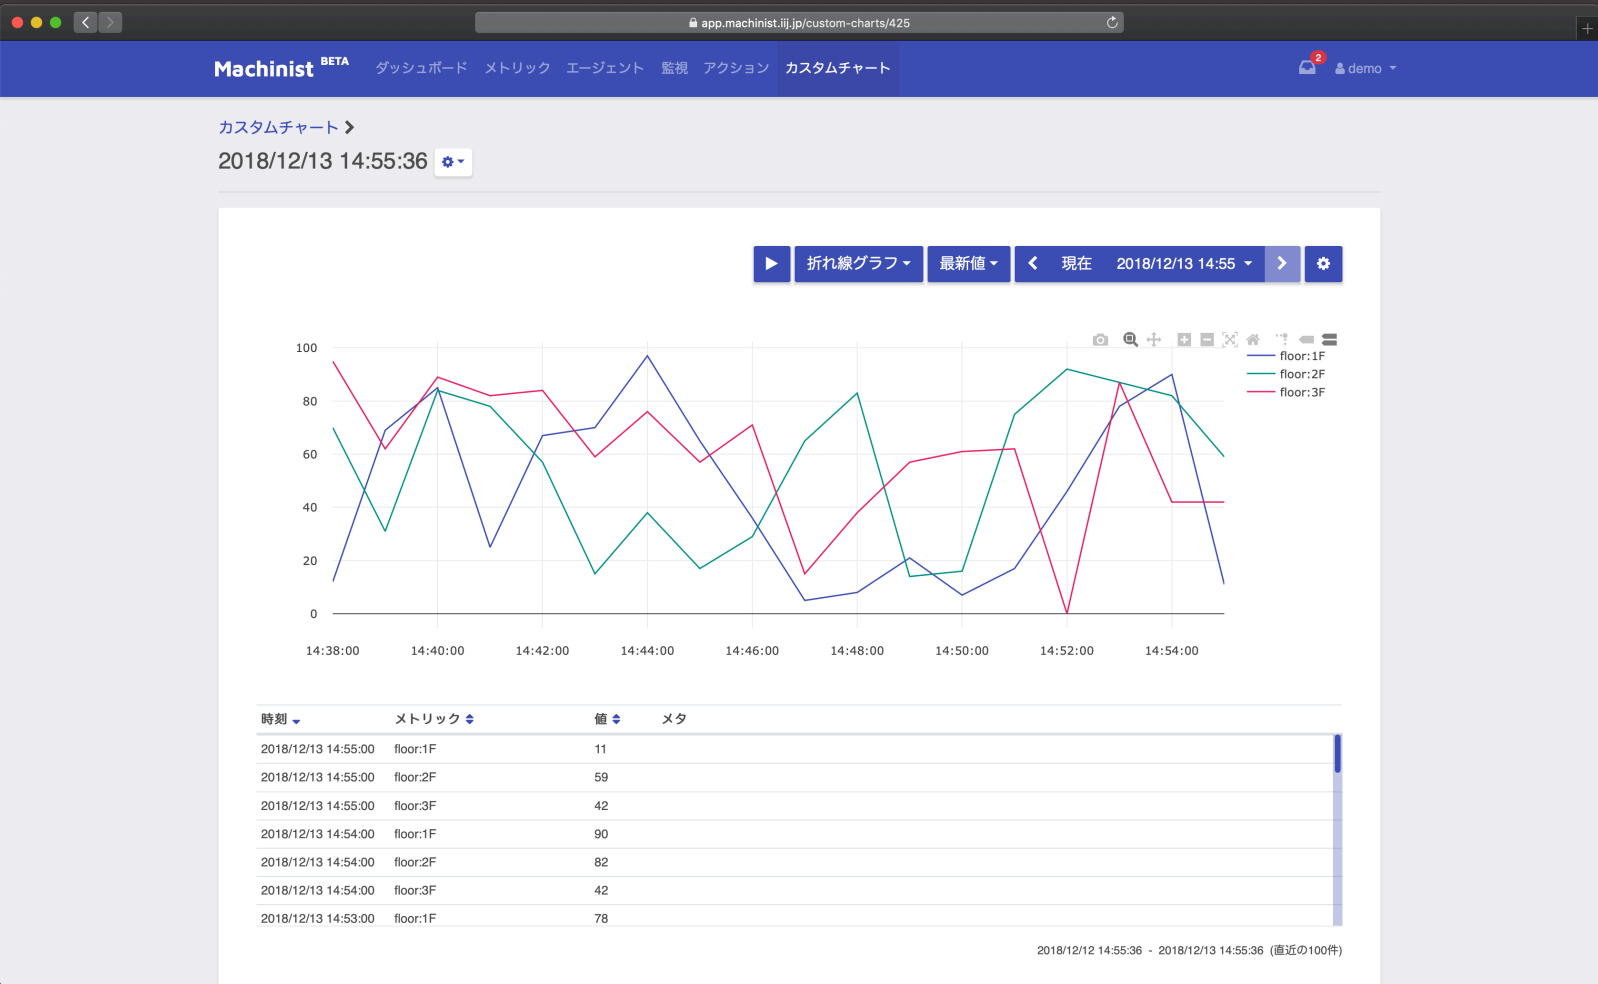 app.machinist.iij.jp/custom-charts/425
Machinist BETA ダッシュボード メトリック エージェント 監視 アクション カスタムチャート 2 demo
カスタムチャート
2018/12/13 14:55:36
折れ線グラフ 最新値 現在 2018/12/13 14:55
100
80
60
40
20
0
floor:1F
floor:2F
floor:3F
14:38:00 14:40:00 14:42:00 14:44:00 14:46:00 14:48:00 14:50:00 14:52:00 14:54:00
時刻 メトリック 値 メタ
2018/12/13 14:55:00 floor:1F 11
2018/12/13 14:55:00 floor:2F 59
2018/12/13 14:55:00 floor:3F 42
2018/12/13 14:54:00 floor:1F 90
2018/12/13 14:54:00 floor:2F 82
2018/12/13 14:54:00 floor:3F 42
2018/12/13 14:53:00 floor:1F 78
2018/12/12 14:55:36 - 2018/12/13 14:55:36 (直近の100件)